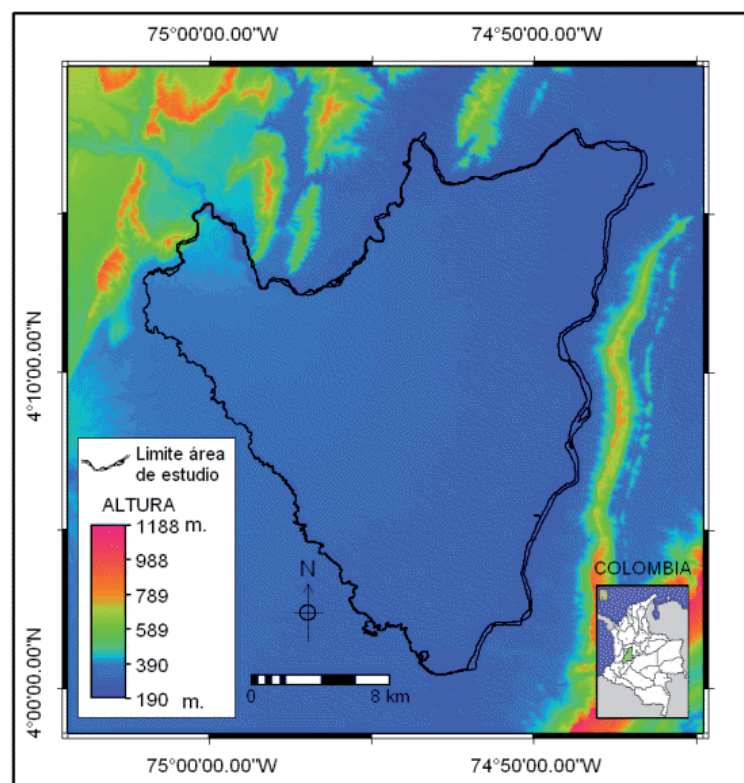 75°00'00.00"W 74°50'00.00"W
4°10'00.00"N
4°00'00.00"N
Limite área
de estudio
ALTURA
1188 m.
988
789
589
390
190 m.
N
0 8 km
COLOMBIA
75°00'00.00"W 74°50'00.00"W